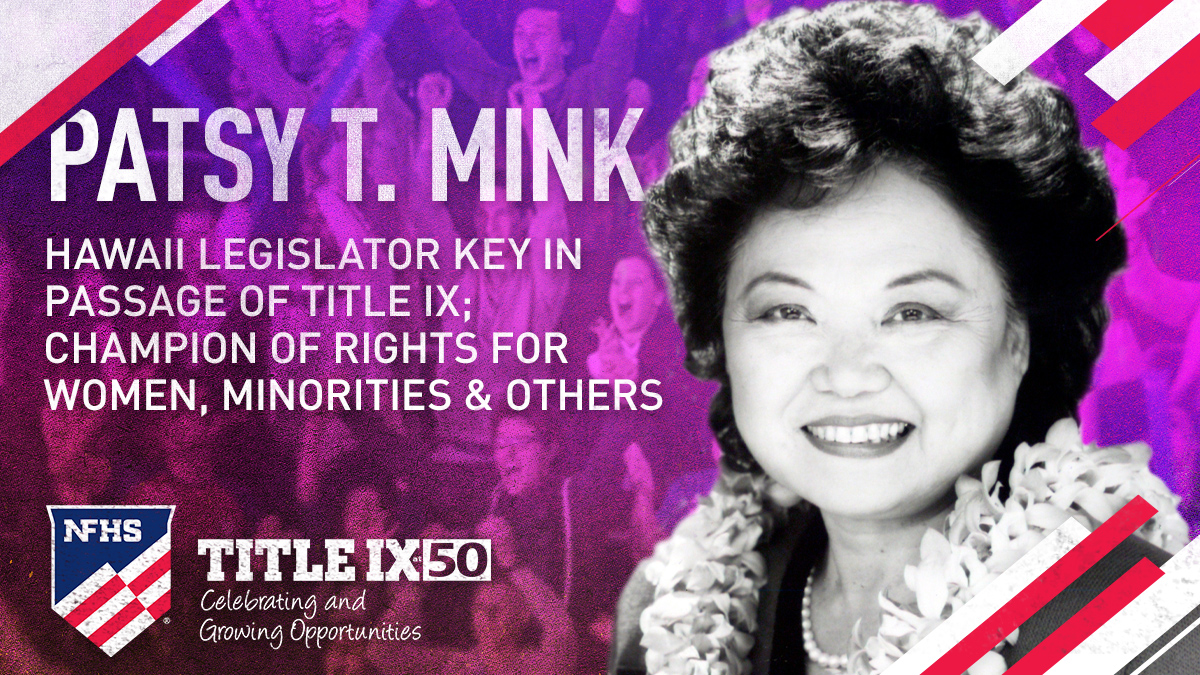 PATSY T. MINK
HAWAII LEGISLATOR KEY IN
PASSAGE OF TITLE IX;
CHAMPION OF RIGHTS FOR
WOMEN, MINORITIES & OTHERS
NFHS
®
TITLE IX AT 50
Celebrating and
Growing Opportunities